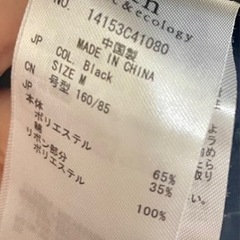 n
t & ecology
NO. 14153C41080
中国製
JP MADE IN CHINA
COL. Black
CN SIZE M
号型 160/85
JP 本体
ポリエステル 65%
綿 35%
リボン部分
ポリエステル 100%